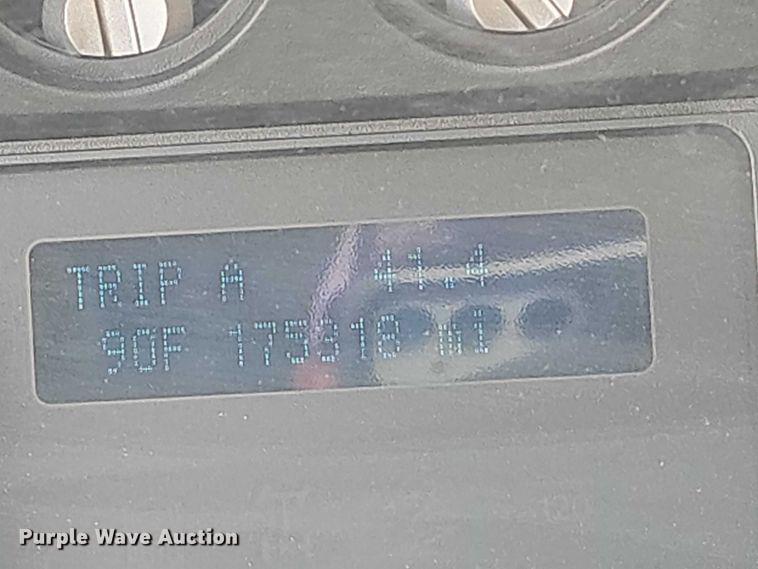 TRIP A 41.4
90F 175318 mi
Purple Wave Auction